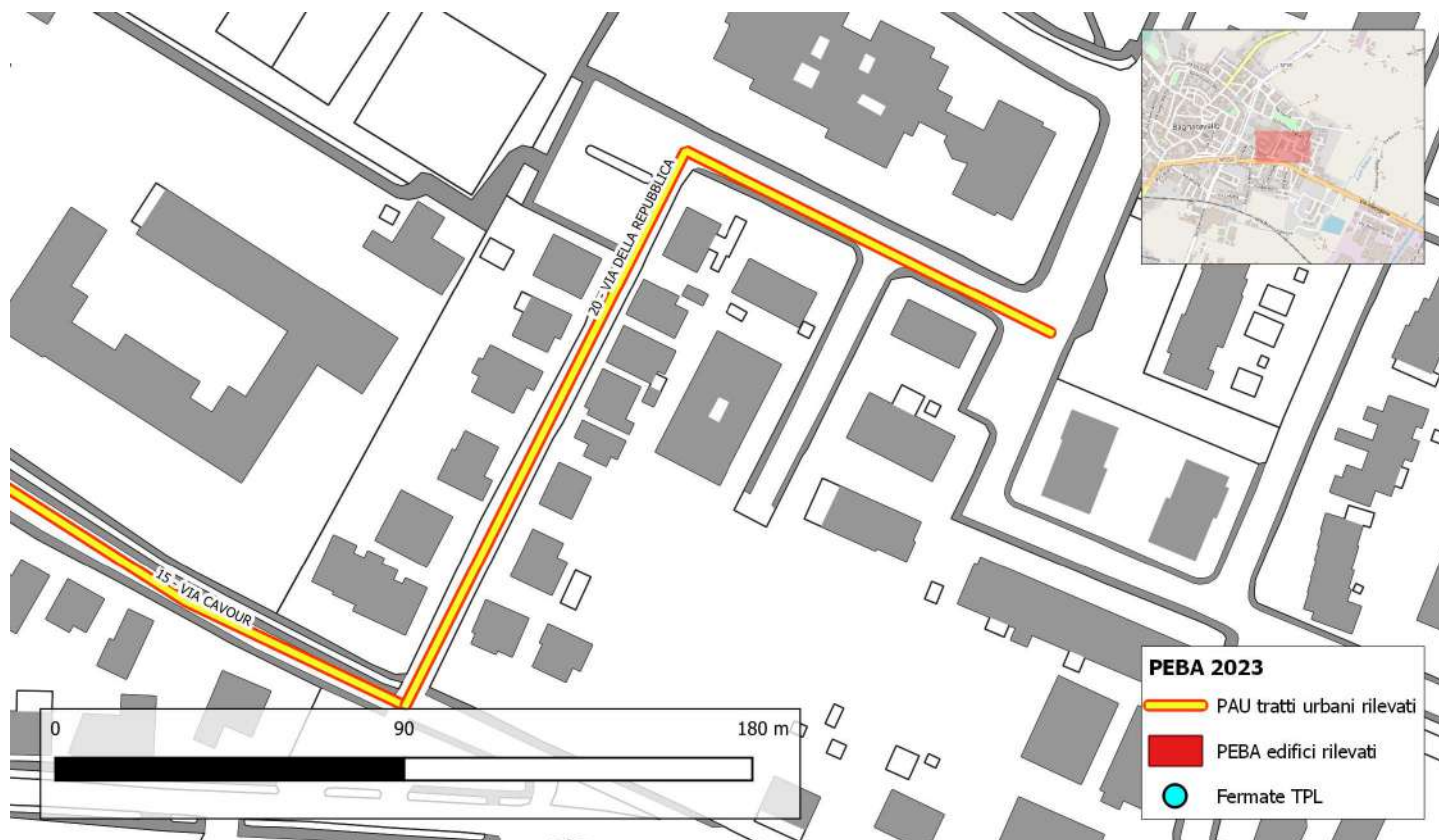 Bagnacavallo
20 - VIA DELLA REPUBBLICA
15 - VIA CAVOUR
0
90
180 m
PEBA 2023
PAU tratti urbani rilevati
PEBA edifici rilevati
Fermate TPL